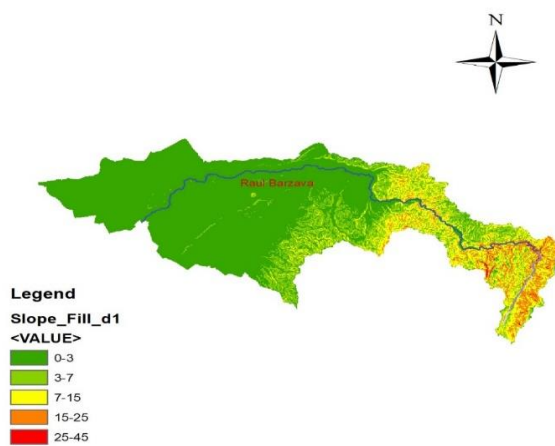 N
Raul Barzava
Legend
Slope_Fill_d1
<VALUE>
0-3
3-7
7-15
15-25
25-45